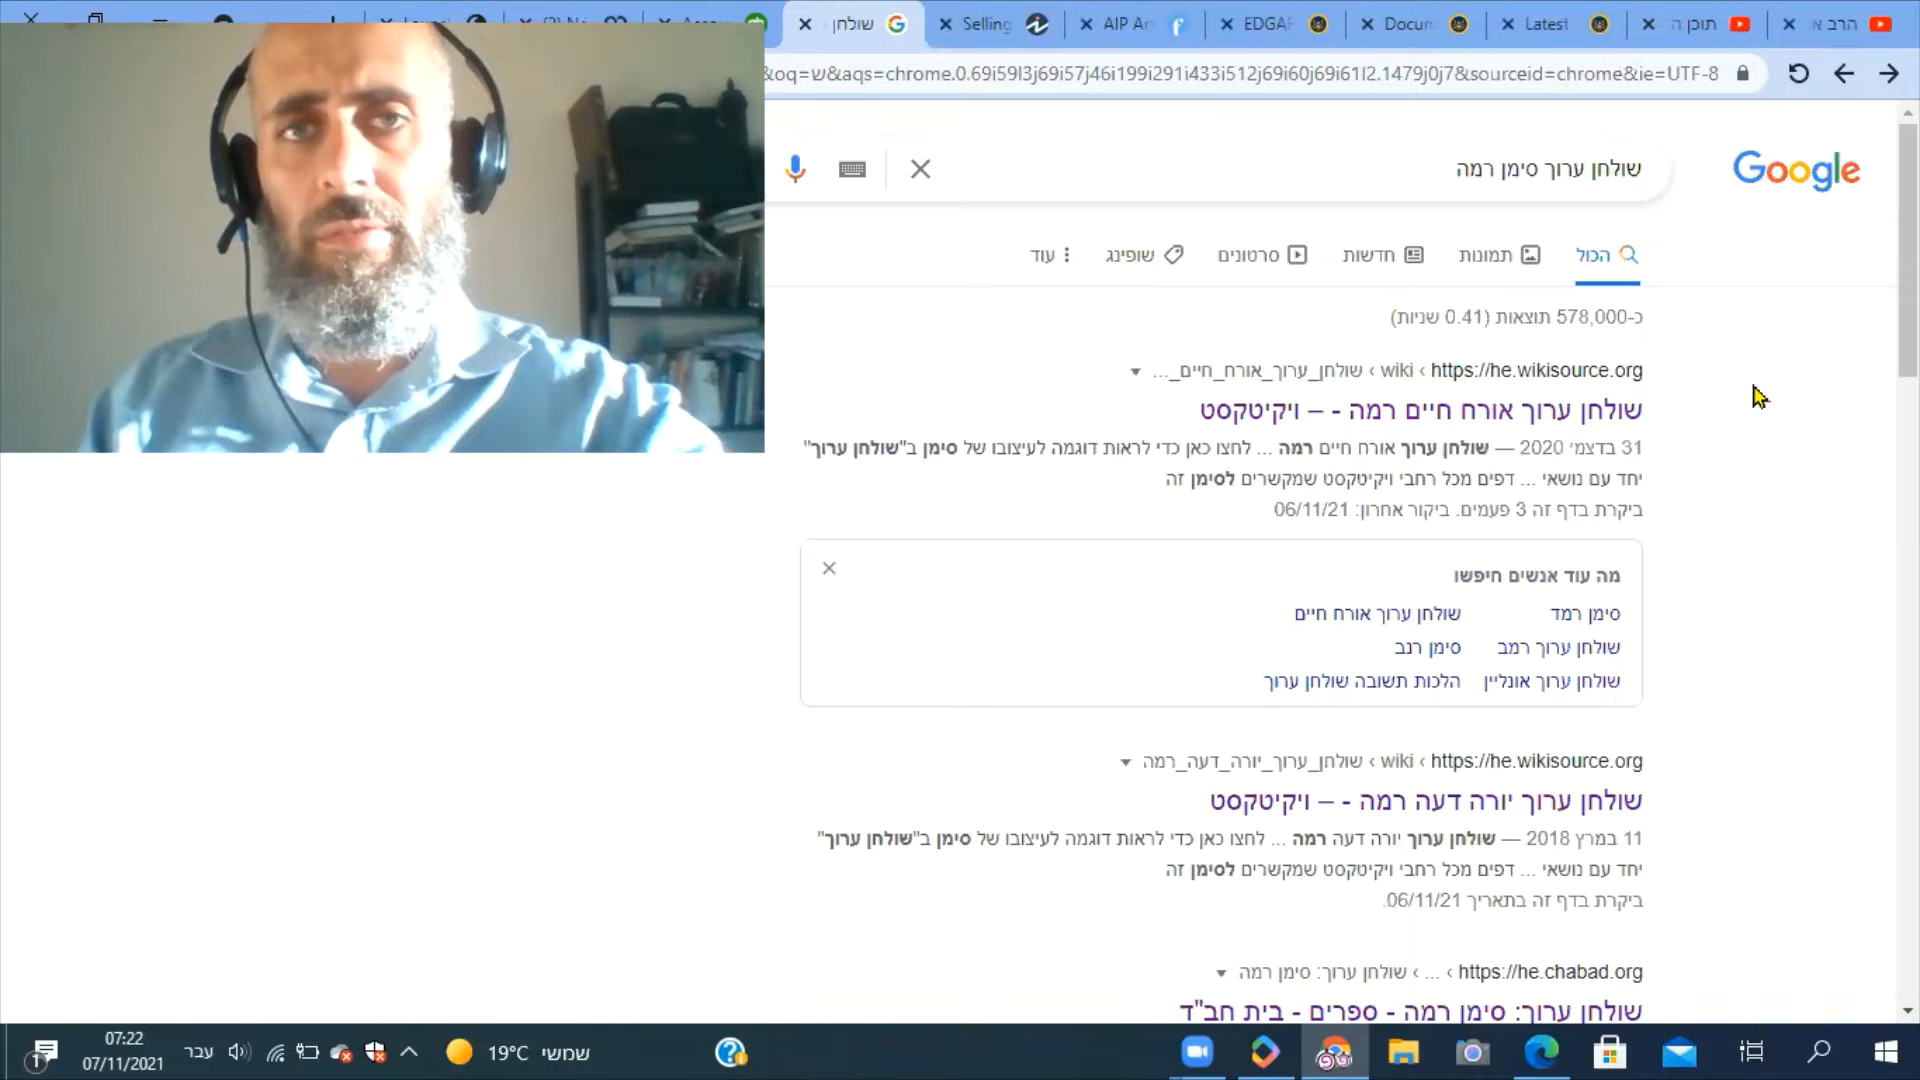 שולחן
Selling
AIP Ar
EDGAF
Docun
Latest
תוכן ה
הרב א
&oq=ש&aqs=chrome.0.69i59l3j69i57j46i199i291i433i512j69i60j69i61l2.1479j0j7&sourceid=chrome&ie=UTF-8
שולחן ערוך סימן רמה
Google
הכול
תמונות
חדשות
סרטונים
שופינג
עוד
כ-578,000 תוצאות (0.41 שניות)
https://he.wikisource.org › wiki › שולחן_ערוך_אורח_חיים_...
שולחן ערוך אורח חיים רמה - – ויקיטקסט
31 בדצמ׳ 2020 — שולחן ערוך אורח חיים רמה ... לחצו כאן כדי לראות דוגמה לעיצובו של סימן ב"שולחן ערוך"
יחד עם נושאי ... דפים מכל רחבי ויקיטקסט שמקשרים לסימן זה
ביקרת בדף זה 3 פעמים. ביקור אחרון: 06/11/21
מה עוד אנשים חיפשו
סימן רמד
שולחן ערוך אורח חיים
שולחן ערוך רמב
סימן רנב
שולחן ערוך אונליין
הלכות תשובה שולחן ערוך
https://he.wikisource.org › wiki › שולחן_ערוך_יורה_דעה_רמה
שולחן ערוך יורה דעה רמה - – ויקיטקסט
11 במרץ 2018 — שולחן ערוך יורה דעה רמה ... לחצו כאן כדי לראות דוגמה לעיצובו של סימן ב"שולחן ערוך"
יחד עם נושאי ... דפים מכל רחבי ויקיטקסט שמקשרים לסימן זה
ביקרת בדף זה בתאריך 06/11/21.
https://he.chabad.org › ... › שולחן ערוך: סימן רמה
שולחן ערוך: סימן רמה - ספרים - בית חב"ד
07:22
07/11/2021
עבר
19°C שמושי
1